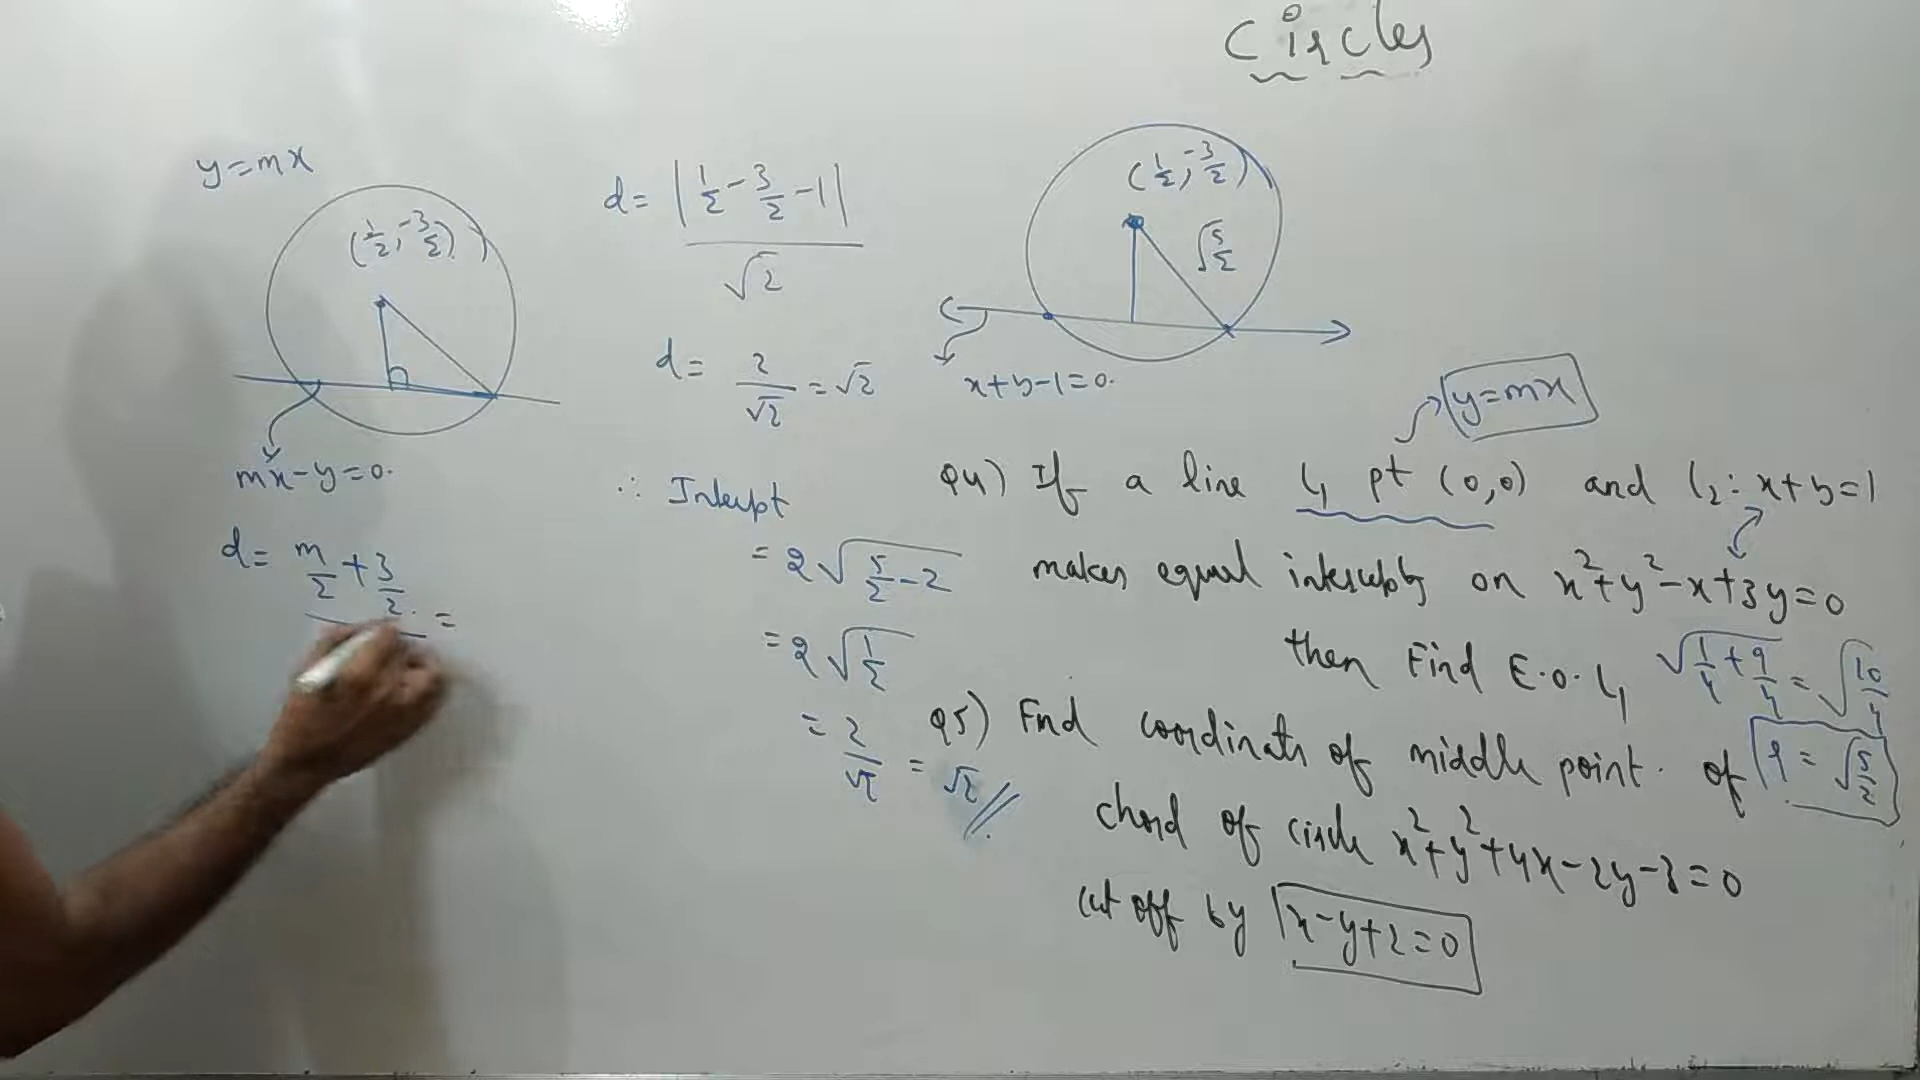 Circles
y=mx
(1/2, -3/2)
mx-y=0.
d= m/2 + 3/2. =
d= |1/2 - 3/2 - 1| / √2
d= 2/√2 = √2
∴ Intercept
= 2√(5/2 - 2)
= 2√(1/2)
= 2/√2 = √2 //
(1/2, -3/2)
√(5/2)
x+y-1=0.
y=mx
Q4) If a line L₁ pt (0,0) and L₂: x+y=1
makes equal intercepts on x²+y²-x+3y=0
then Find E.O. L₁ √(1/4 + 9/4) = √(10/4)
r = √(5/2)
Q5) Find coordinate of middle point. of
chord of circle x²+y²+4x-2y-3=0
cut off by x-y+2=0